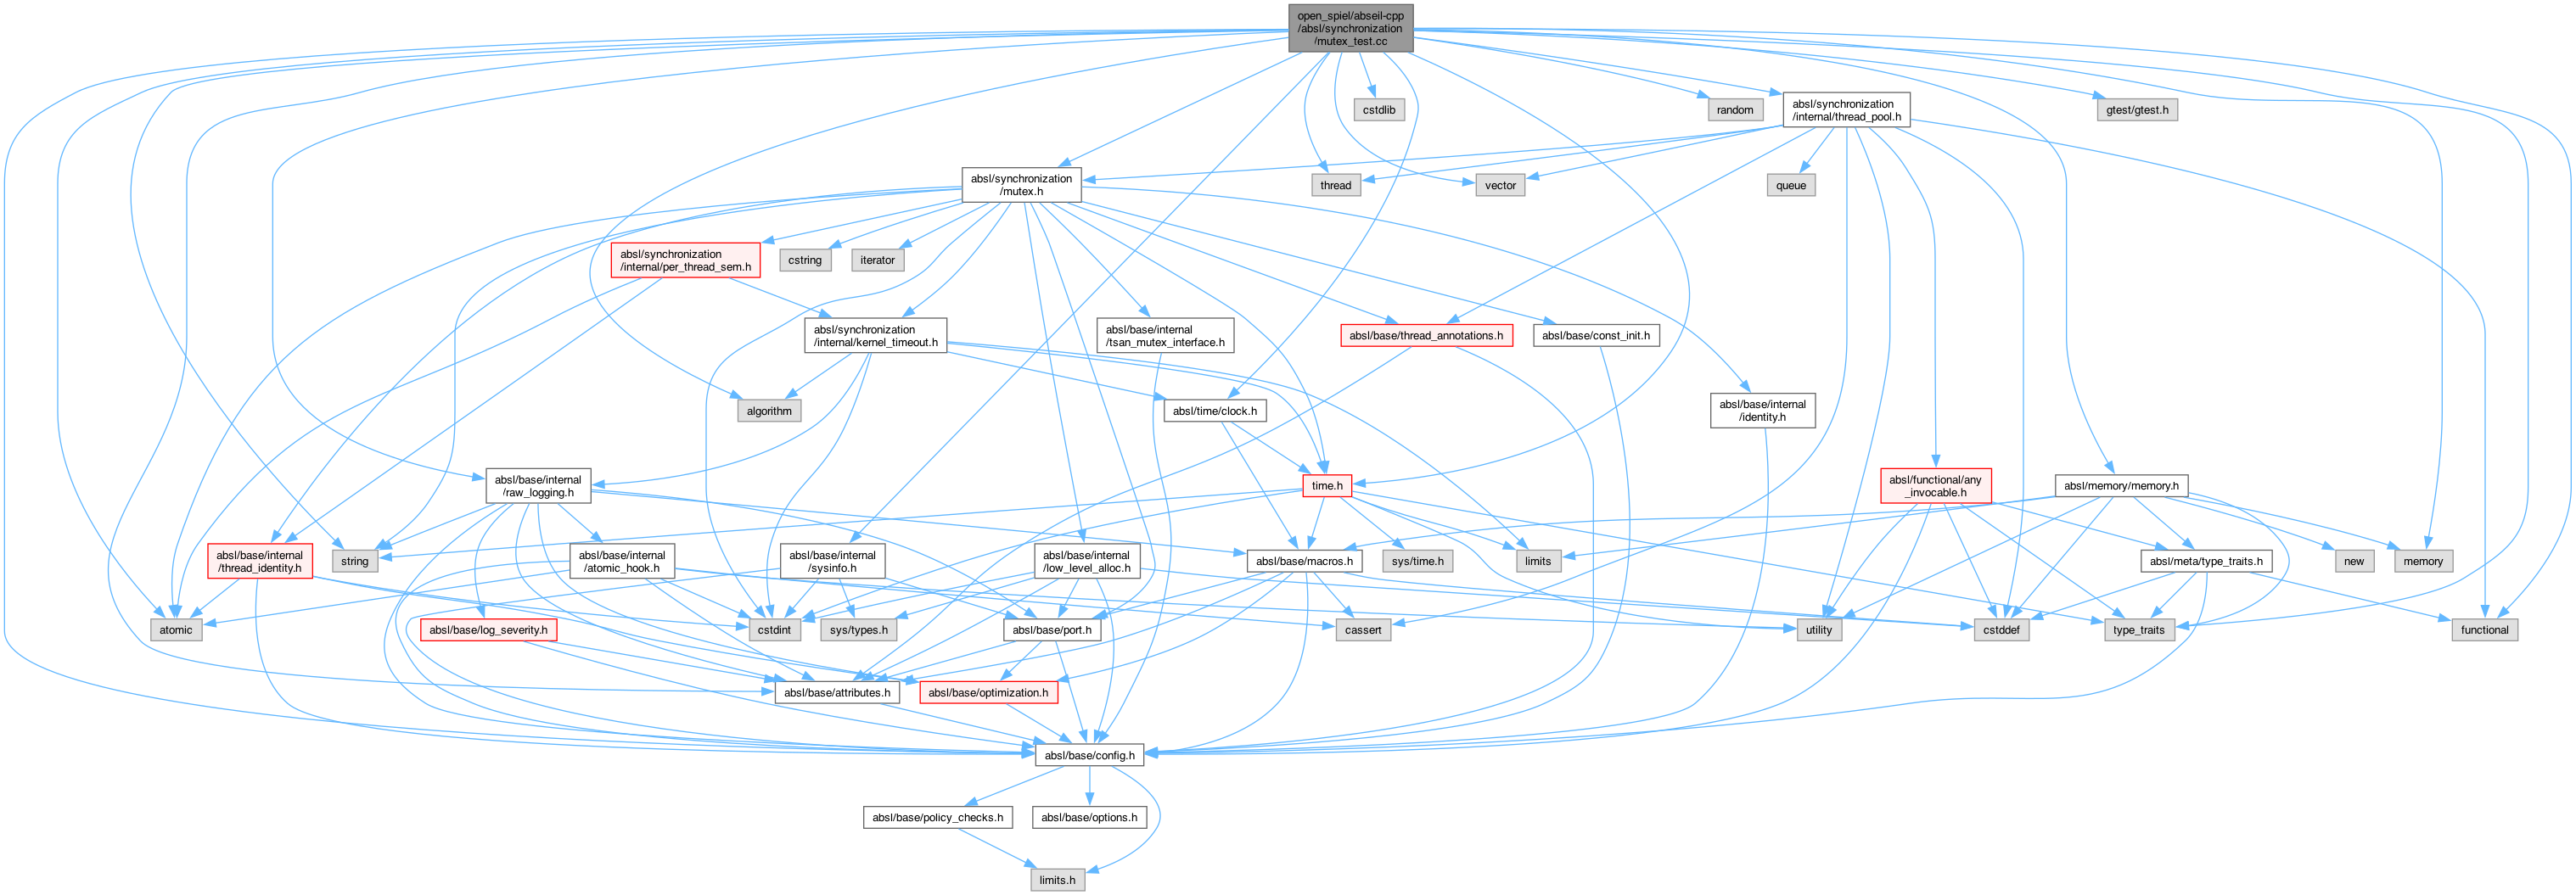 open_spiel/abseil-cpp
/absl/synchronization
/mutex_test.cc
cstdlib
random
absl/synchronization
/internal/thread_pool.h
gtest/gtest.h
absl/synchronization
/mutex.h
thread
vector
queue
absl/synchronization
/internal/per_thread_sem.h
cstring
iterator
absl/synchronization
/internal/kernel_timeout.h
absl/base/internal
/tsan_mutex_interface.h
absl/base/thread_annotations.h
absl/base/const_init.h
algorithm
absl/time/clock.h
absl/base/internal
/identity.h
absl/base/internal
/raw_logging.h
time.h
absl/functional/any
_invocable.h
absl/memory/memory.h
absl/base/internal
/thread_identity.h
string
absl/base/internal
/atomic_hook.h
absl/base/internal
/sysinfo.h
absl/base/internal
/low_level_alloc.h
absl/base/macros.h
sys/time.h
limits
absl/meta/type_traits.h
new
memory
atomic
absl/base/log_severity.h
cstdint
sys/types.h
absl/base/port.h
cassert
utility
cstddef
type_traits
functional
absl/base/attributes.h
absl/base/optimization.h
absl/base/config.h
absl/base/policy_checks.h
absl/base/options.h
limits.h